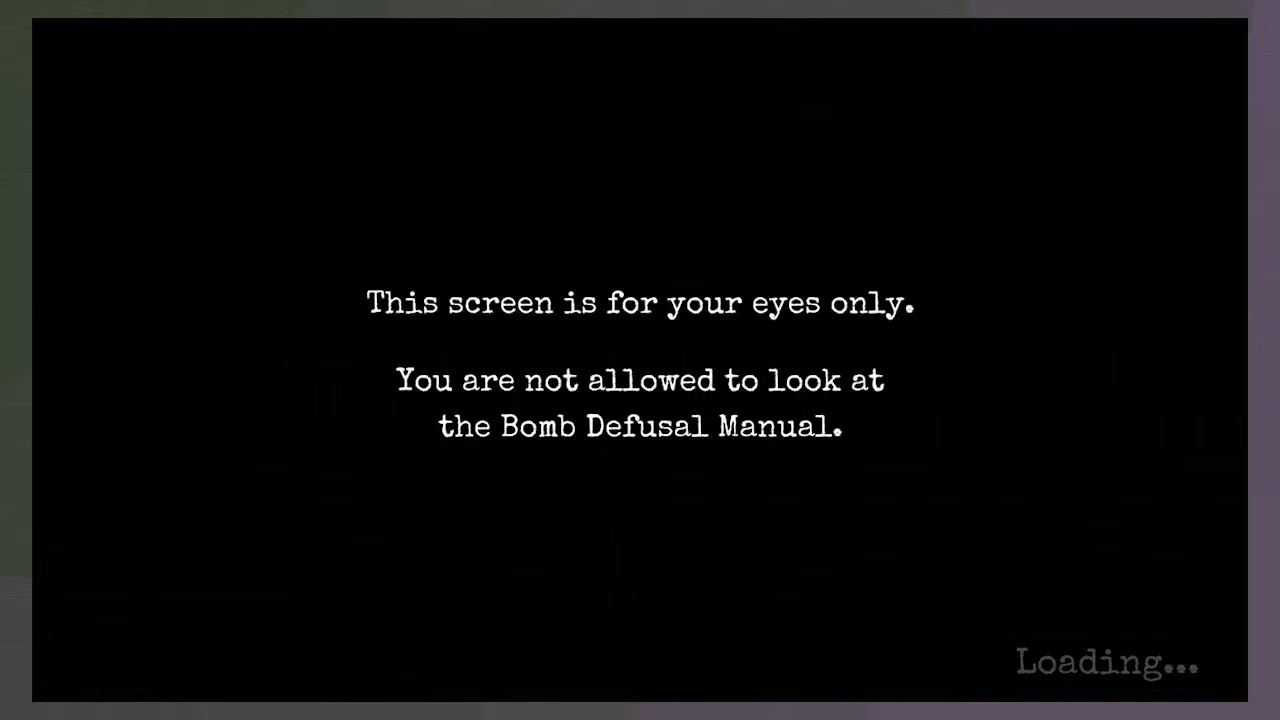 This screen is for your eyes only.
You are not allowed to look at
the Bomb Defusal Manual.
Loading...